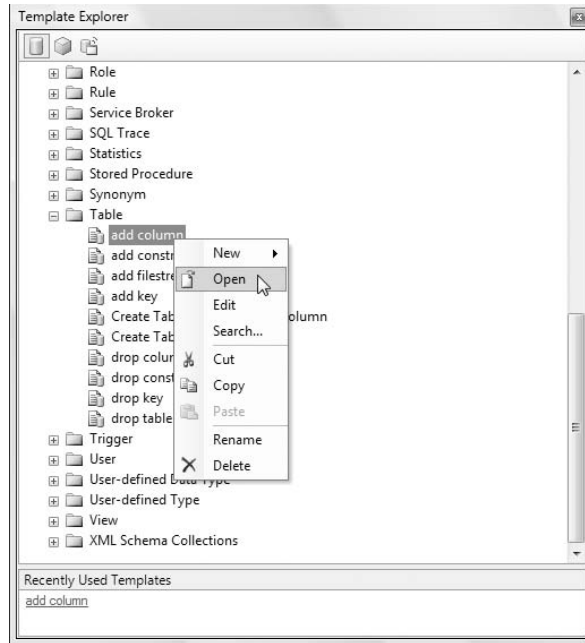 Template Explorer
Role
Rule
Service Broker
SQL Trace
Statistics
Stored Procedure
Synonym
Table
add column
add constr
add filestre
add key
Create Tab
olumn
Create Tab
drop colur
drop const
drop key
drop table
New
Open
Edit
Search...
Cut
Copy
Paste
Rename
Delete
Trigger
User
User-defined Data Type
User-defined Type
View
XML Schema Collections
Recently Used Templates
add column